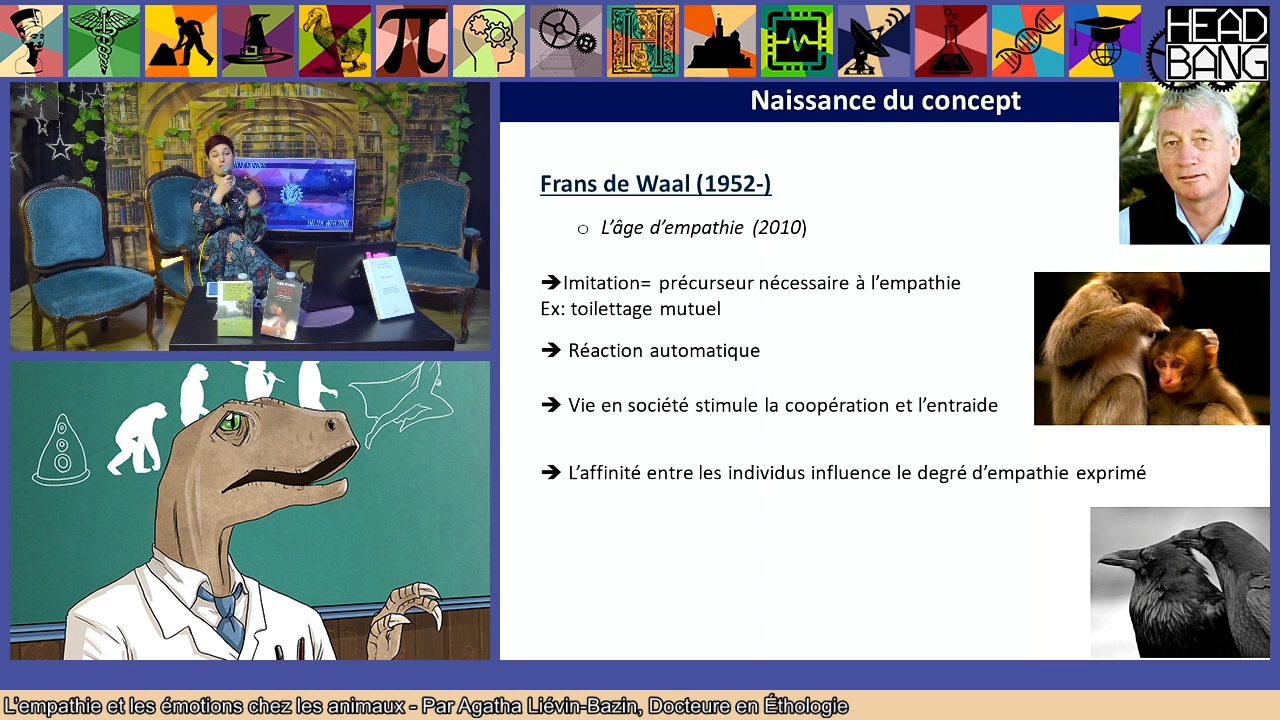 HEAD
BANG
Naissance du concept
Frans de Waal (1952-)
o L'âge d'empathie (2010)
➔Imitation= précurseur nécessaire à l'empathie
Ex: toilettage mutuel
➔ Réaction automatique
➔ Vie en société stimule la coopération et l'entraide
➔ L'affinité entre les individus influence le degré d'empathie exprimé
L'empathie et les émotions chez les animaux - Par Agatha Liévin-Bazin, Docteure en Éthologie